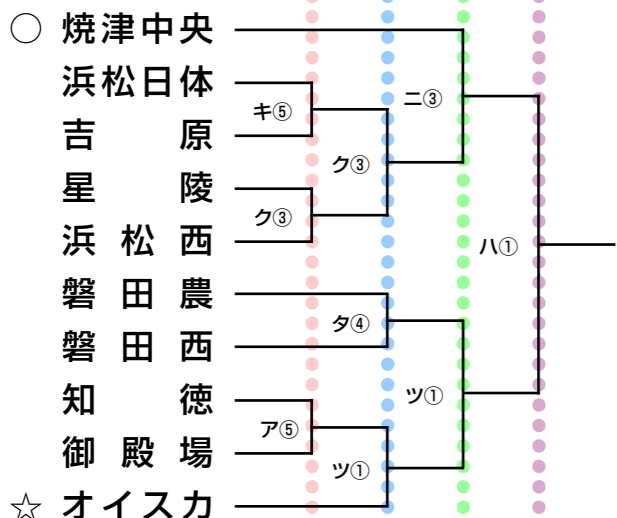 ○ 焼津中央
浜松日体
キ⑤
ニ③
吉原
ク③
星陵
ク③
浜松西
ハ①
磐田農
タ④
磐田西
ツ①
知徳
ア⑤
御殿場
ツ①
☆ オイスカ